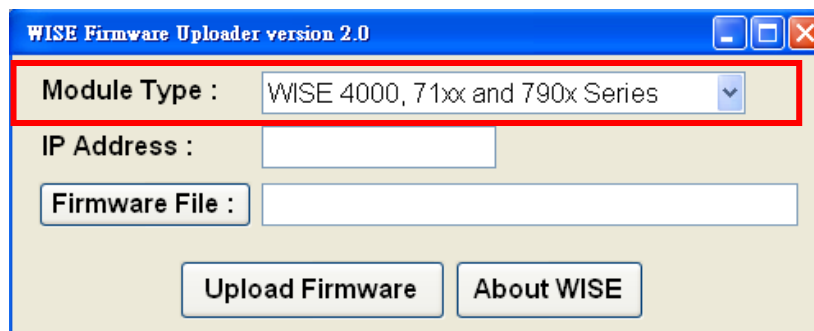 WISE Firmware Uploader version 2.0
Module Type : WISE 4000, 71xx and 790x Series
IP Address :
Firmware File :
Upload Firmware About WISE